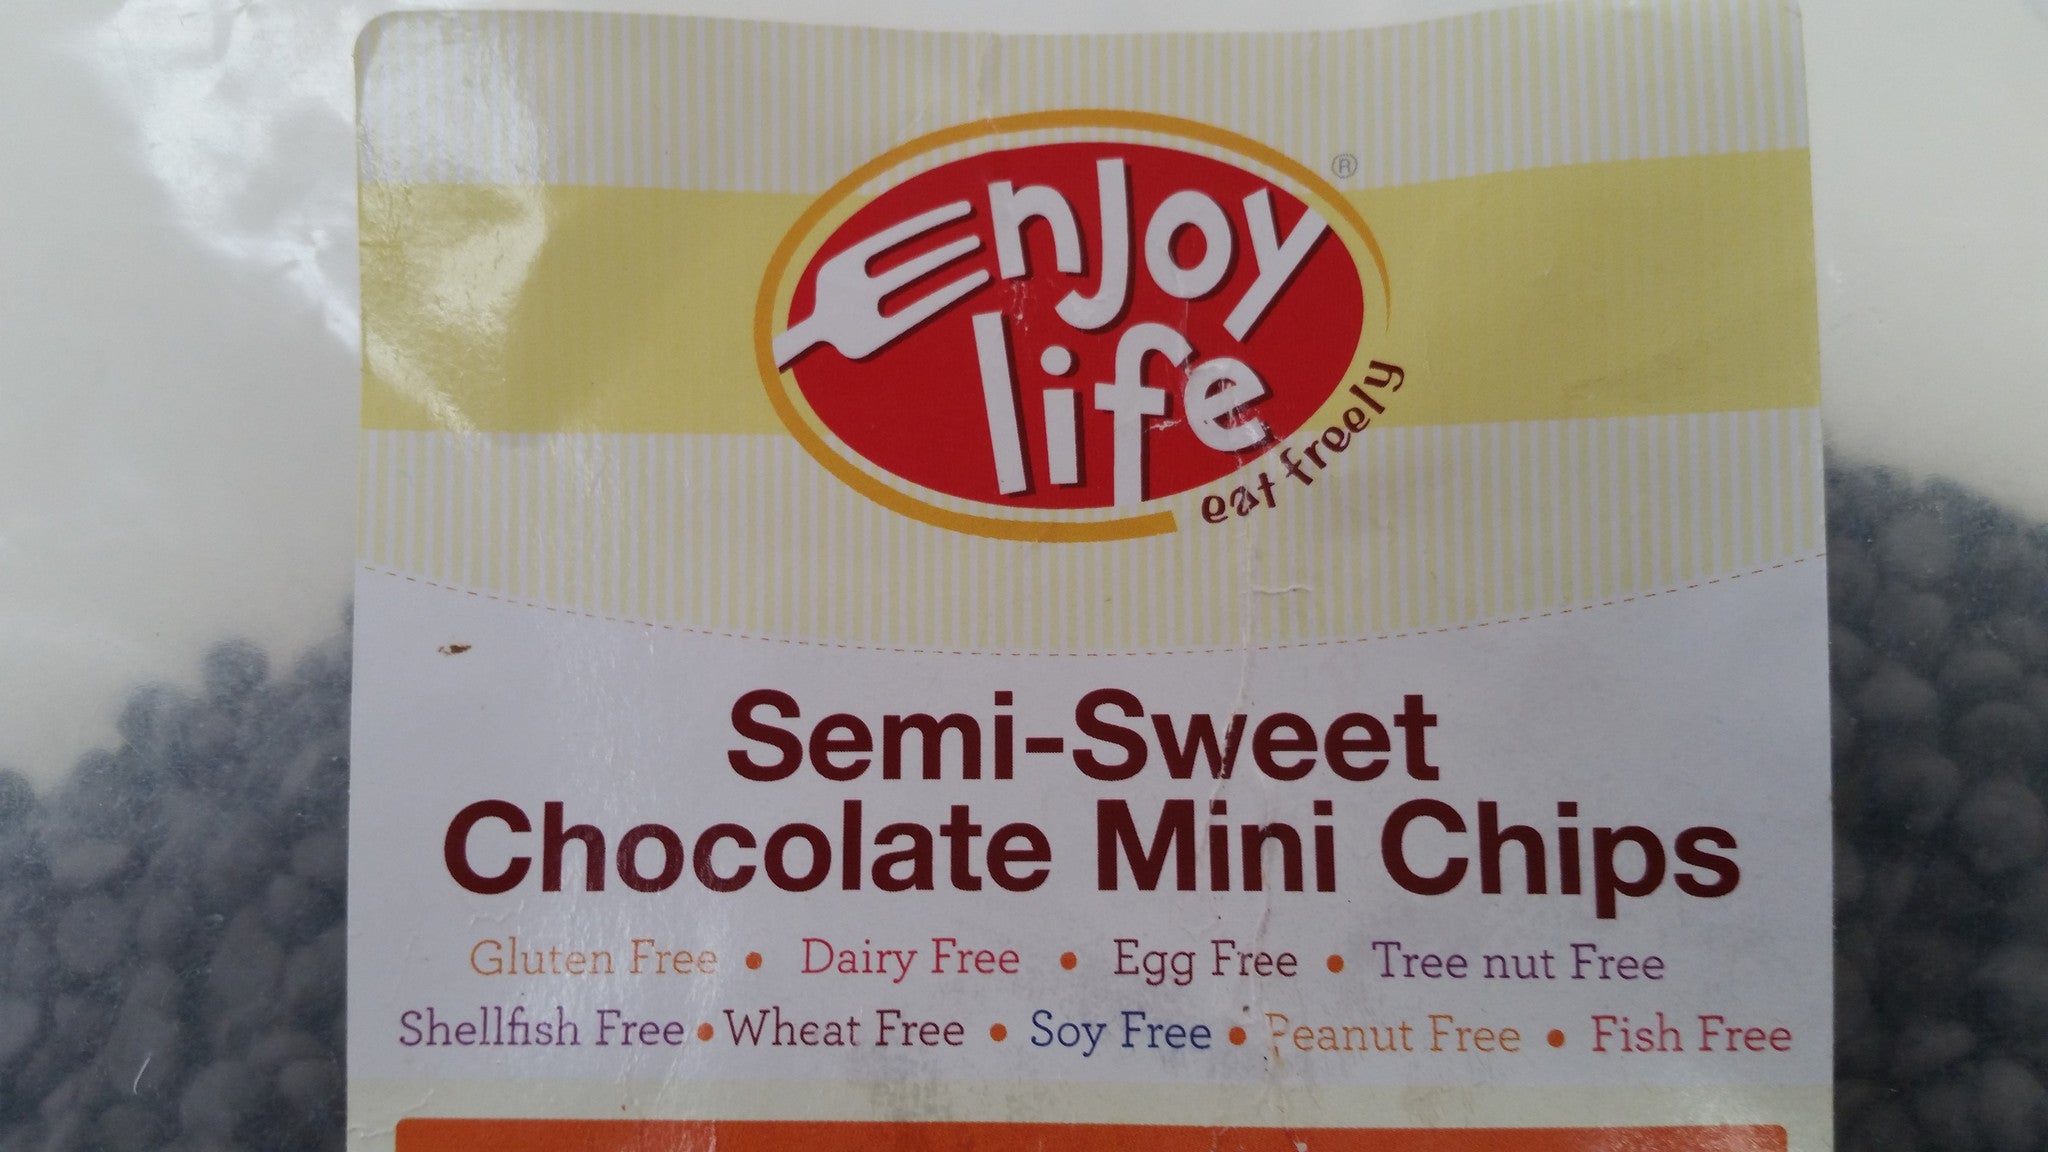 Enjoy
life
®
eat freely
Semi-Sweet
Chocolate Mini Chips
Gluten Free • Dairy Free • Egg Free • Tree nut Free
Shellfish Free • Wheat Free • Soy Free • Peanut Free • Fish Free